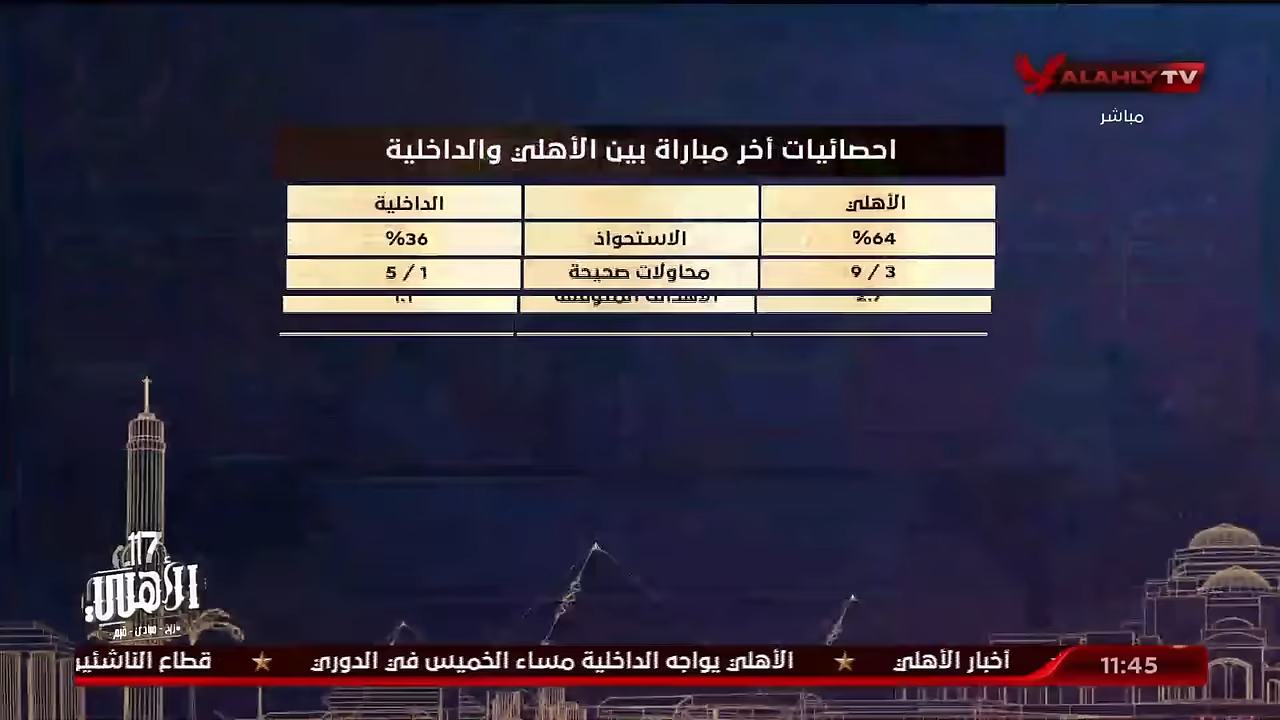 ALAHLY TV
مباشر
احصائيات أخر مباراة بين الأهلي والداخلية
الأهلي الداخلية
%64 الاستحواذ %36
9 / 3 محاولات صحيحة 5 / 1
117
الأهلي
أخبار الأهلي ★ الأهلي يواجه الداخلية مساء الخميس في الدوري ★ قطاع الناشئين
11:45